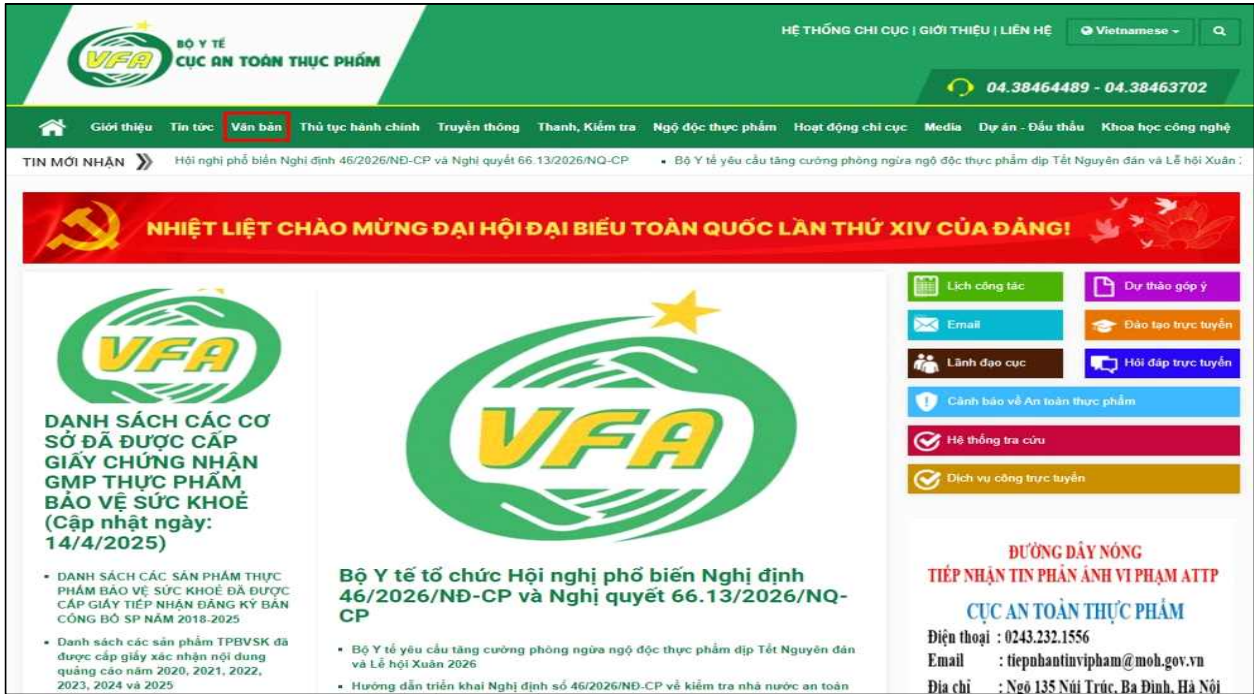 BỘ Y TẾ
VFA
CỤC AN TOÀN THỰC PHẨM
HỆ THỐNG CHI CỤC | GIỚI THIỆU | LIÊN HỆ
Vietnamese
04.38464489 - 04.38463702
Giới thiệu Tin tức Văn bản Thủ tục hành chính Truyền thông Thanh, Kiểm tra Ngộ độc thực phẩm Hoạt động chi cục Media Dự án - Đấu thầu Khoa học công nghệ
TIN MỚI NHẬN Hội nghị phổ biến Nghị định 46/2026/NĐ-CP và Nghị quyết 66.13/2026/NQ-CP • Bộ Y tế yêu cầu tăng cường phòng ngừa ngộ độc thực phẩm dịp Tết Nguyên đán và Lễ hội Xuân 2
NHIỆT LIỆT CHÀO MỪNG ĐẠI HỘI ĐẠI BIỂU TOÀN QUỐC LẦN THỨ XIV CỦA ĐẢNG!
VFA
DANH SÁCH CÁC CƠ
SỞ ĐÃ ĐƯỢC CẤP
GIẤY CHỨNG NHẬN
GMP THỰC PHẨM
BẢO VỆ SỨC KHOẺ
(Cập nhật ngày:
14/4/2025)
• DANH SÁCH CÁC SẢN PHẨM THỰC
PHẨM BẢO VỆ SỨC KHOẺ ĐÃ ĐƯỢC
CẤP GIẤY TIẾP NHẬN ĐĂNG KÝ BẢN
CÔNG BỐ SP NĂM 2018-2025
• Danh sách các sản phẩm TPBVSK đã
được cấp giấy xác nhận nội dung
quảng cáo năm 2020, 2021, 2022,
2023, 2024 và 2025
VFA
Bộ Y tế tổ chức Hội nghị phổ biến Nghị định
46/2026/NĐ-CP và Nghị quyết 66.13/2026/NQ-
CP
• Bộ Y tế yêu cầu tăng cường phòng ngừa ngộ độc thực phẩm dịp Tết Nguyên đán
và Lễ hội Xuân 2026
• Hướng dẫn triển khai Nghị định số 46/2026/NĐ-CP về kiểm tra nhà nước an toàn
Lịch công tác
Dự thảo góp ý
Email
Đào tạo trực tuyến
Lãnh đạo cục
Hỏi đáp trực tuyến
Cảnh báo về An toàn thực phẩm
Hệ thống tra cứu
Dịch vụ công trực tuyến
ĐƯỜNG DÂY NÓNG
TIẾP NHẬN TIN PHẢN ÁNH VI PHẠM ATTP
CỤC AN TOÀN THỰC PHẨM
Điện thoại : 0243.232.1556
Email : tiepnhantinvipham@moh.gov.vn
Địa chỉ : Ngõ 135 Núi Trúc, Ba Đình, Hà Nội